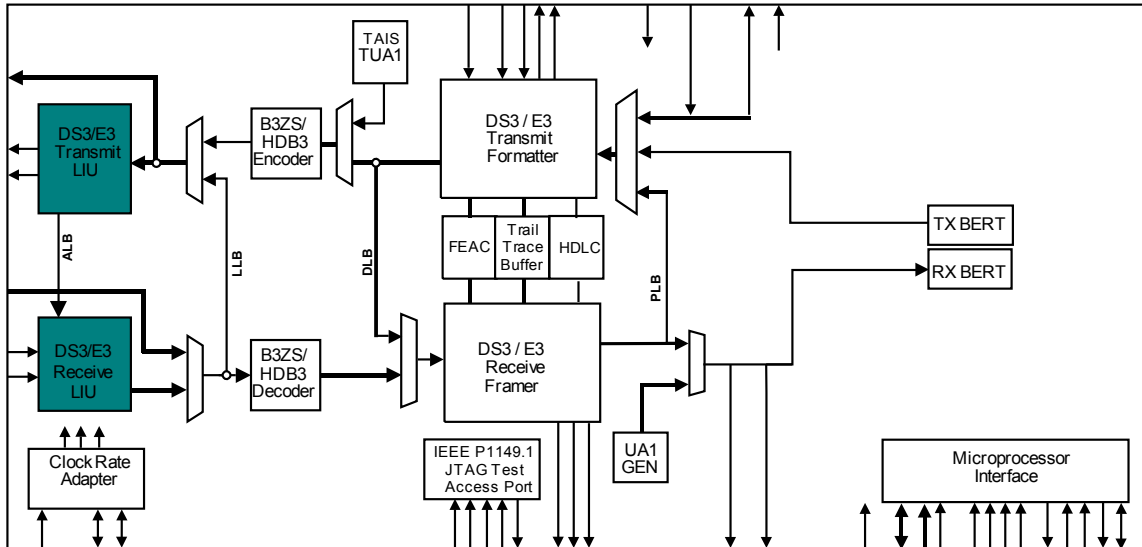 TAIS
TUA1
DS3/E3
Transmit
LIU
B3ZS/
HDB3
Encoder
DS3 / E3
Transmit
Formatter
TX BERT
RX BERT
FEAC
Trail
Trace
Buffer
HDLC
ALB
LLB
DLB
PLB
DS3/E3
Receive
LIU
B3ZS/
HDB3
Decoder
DS3 / E3
Receive
Framer
Clock Rate
Adapter
IEEE P1149.1
JTAG Test
Access Port
UA1
GEN
Microprocessor
Interface